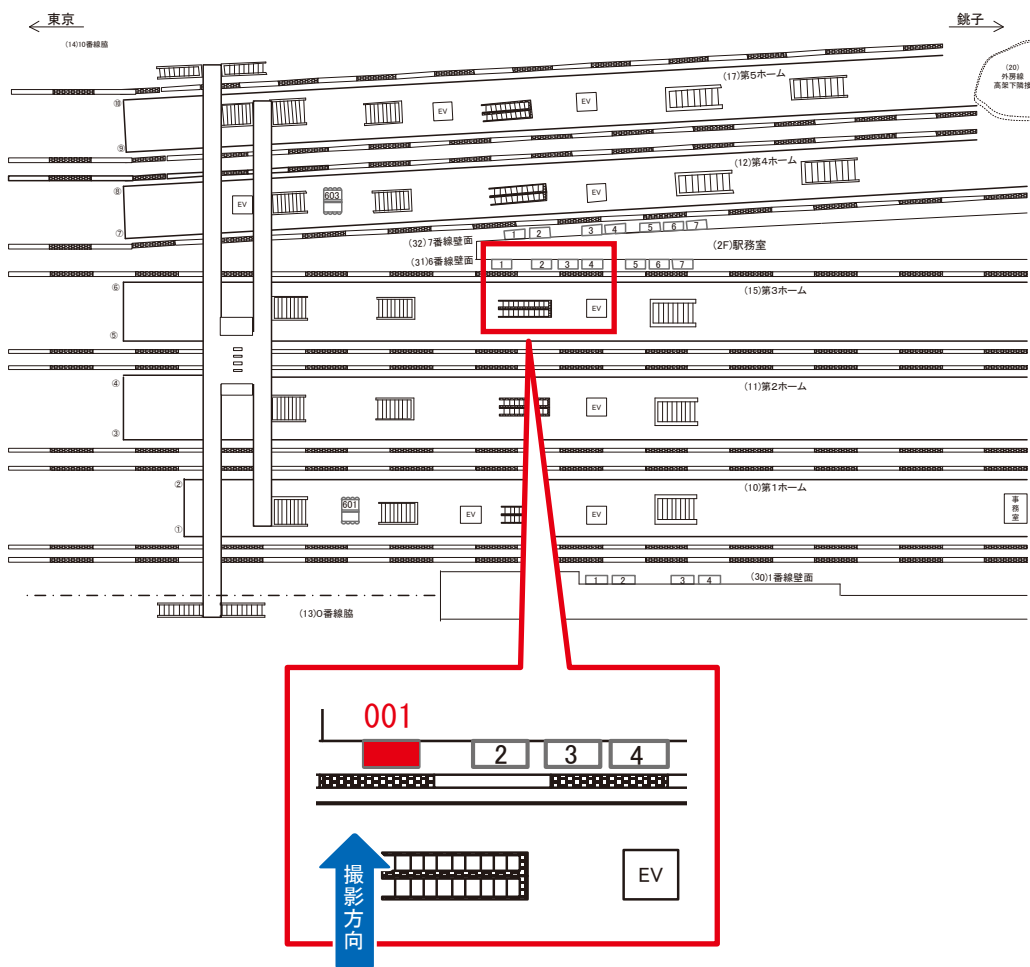 東京
銚子
(14)10番線脇
(20)
外房線
高架下隣接
(17)第5ホーム
⑩
EV
EV
⑨
(12)第4ホーム
⑧
EV
603
EV
⑦
(32)7番線壁面
1 2 3 4 5 6 7
(2F)駅務室
(31)6番線壁面
1 2 3 4 5 6 7
⑥
(15)第3ホーム
EV
⑤
④
(11)第2ホーム
EV
③
②
(10)第1ホーム
601
EV
EV
事務室
①
(30)1番線壁面
1 2 3 4
(13)0番線脇
001
2 3 4
撮影方向
EV